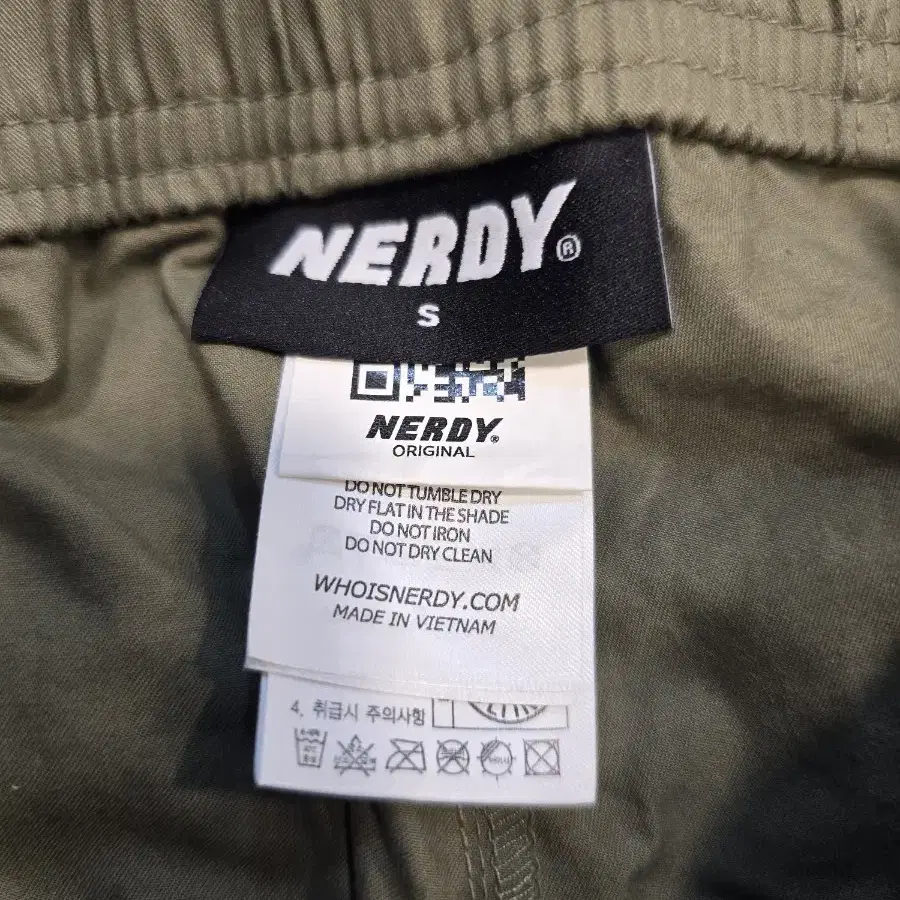 NERDY®
S
NERDY®
ORIGINAL
DO NOT TUMBLE DRY
DRY FLAT IN THE SHADE
DO NOT IRON
DO NOT DRY CLEAN
WHOISNERDY.COM
MADE IN VIETNAM
4. 취급시 주의사항